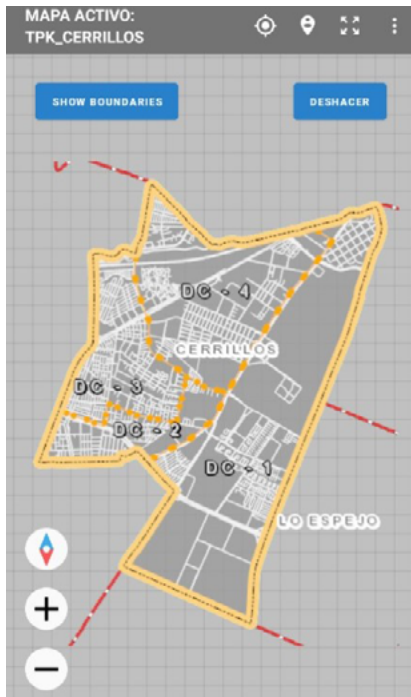 MAPA ACTIVO:
TPK_CERRILLOS
SHOW BOUNDARIES
DESHACER
DC - 4
CERRILLOS
DC - 3
DC - 2
DC - 1
LO ESPEJO